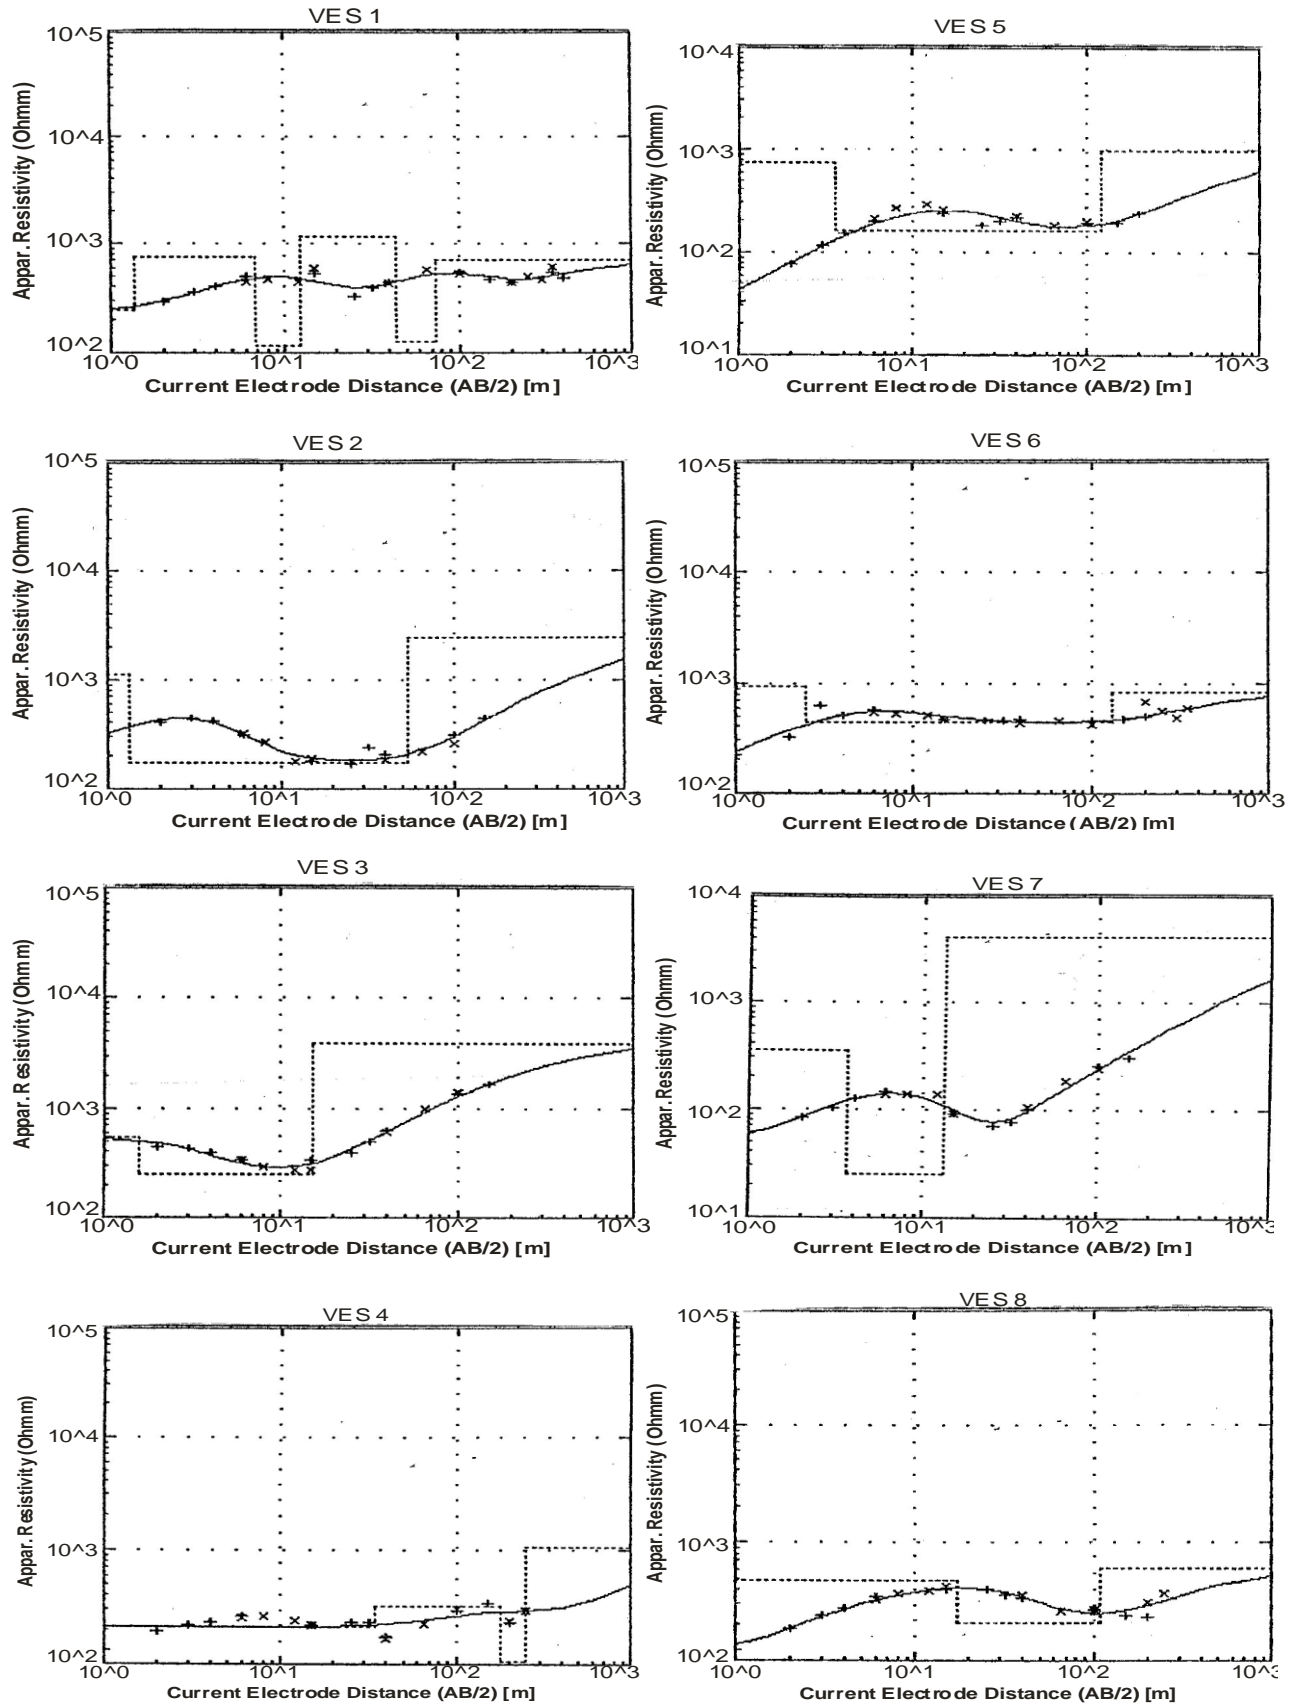 VES 1
10^5
10^4
10^3
10^2
10^0
10^1
10^2
10^3
Appar. Resistivity (Ohmm)
Current Electrode Distance (AB/2) [m]
VES 5
10^4
10^3
10^2
10^1
10^0
10^1
10^2
10^3
Appar. Resistivity (Ohmm)
Current Electrode Distance (AB/2) [m]
VES 2
10^5
10^4
10^3
10^2
10^0
10^1
10^2
10^3
Appar. Resistivity (Ohmm)
Current Electrode Distance (AB/2) [m]
VES 6
10^5
10^4
10^3
10^2
10^0
10^1
10^2
10^3
Appar. Resistivity (Ohmm)
Current Electrode Distance (AB/2) [m]
VES 3
10^5
10^4
10^3
10^2
10^0
10^1
10^2
10^3
Appar. Resistivity (Ohmm)
Current Electrode Distance (AB/2) [m]
VES 7
10^4
10^3
10^2
10^1
10^0
10^1
10^2
10^3
Appar. Resistivity (Ohmm)
Current Electrode Distance (AB/2) [m]
VES 4
10^5
10^4
10^3
10^2
10^0
10^1
10^2
10^3
Appar. Resistivity (Ohmm)
Current Electrode Distance (AB/2) [m]
VES 8
10^5
10^4
10^3
10^2
10^0
10^1
10^2
10^3
Appar. Resistivity (Ohmm)
Current Electrode Distance (AB/2) [m]